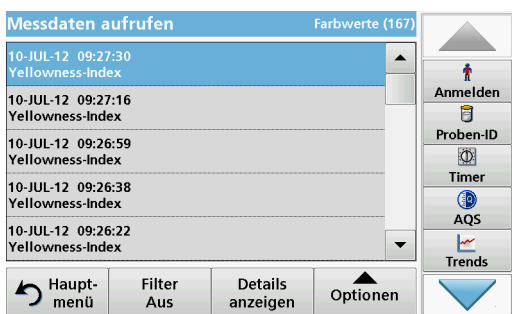 Messdaten aufrufen Farbwerte (167)
10-JUL-12 09:27:30
Yellowness-Index
10-JUL-12 09:27:16
Yellowness-Index
10-JUL-12 09:26:59
Yellowness-Index
10-JUL-12 09:26:38
Yellowness-Index
10-JUL-12 09:26:22
Yellowness-Index
Haupt-
menü
Filter
Aus
Details
anzeigen
Optionen
Anmelden
Proben-ID
Timer
AQS
Trends